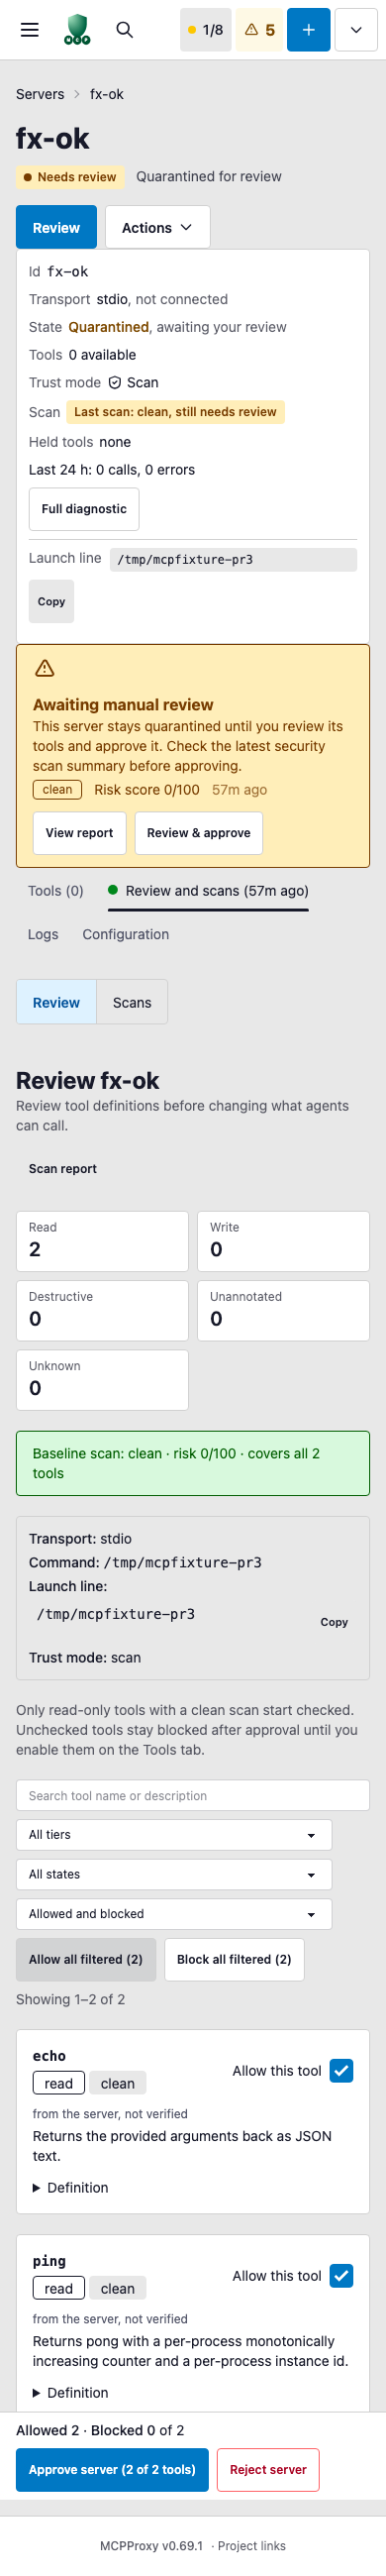 1/8
5
Servers
fx-ok
fx-ok
Needs review
Quarantined for review
Review
Actions
Id fx-ok
Transport stdio, not connected
State Quarantined, awaiting your review
Tools 0 available
Trust mode Scan
Scan Last scan: clean, still needs review
Held tools none
Last 24 h: 0 calls, 0 errors
Full diagnostic
Launch line /tmp/mcpfixture-pr3
Copy
Awaiting manual review
This server stays quarantined until you review its
tools and approve it. Check the latest security
scan summary before approving.
clean Risk score 0/100 57m ago
View report
Review & approve
Tools (0)
Review and scans (57m ago)
Logs
Configuration
Review
Scans
Review fx-ok
Review tool definitions before changing what agents
can call.
Scan report
Read
2
Write
0
Destructive
0
Unannotated
0
Unknown
0
Baseline scan: clean · risk 0/100 · covers all 2
tools
Transport: stdio
Command: /tmp/mcpfixture-pr3
Launch line:
/tmp/mcpfixture-pr3
Copy
Trust mode: scan
Only read-only tools with a clean scan start checked.
Unchecked tools stay blocked after approval until you
enable them on the Tools tab.
Search tool name or description
All tiers
All states
Allowed and blocked
Allow all filtered (2)
Block all filtered (2)
Showing 1–2 of 2
echo
read clean
Allow this tool
from the server, not verified
Returns the provided arguments back as JSON
text.
Definition
ping
read clean
Allow this tool
from the server, not verified
Returns pong with a per-process monotonically
increasing counter and a per-process instance id.
Definition
Allowed 2 · Blocked 0 of 2
Approve server (2 of 2 tools)
Reject server
MCPProxy v0.69.1 · Project links